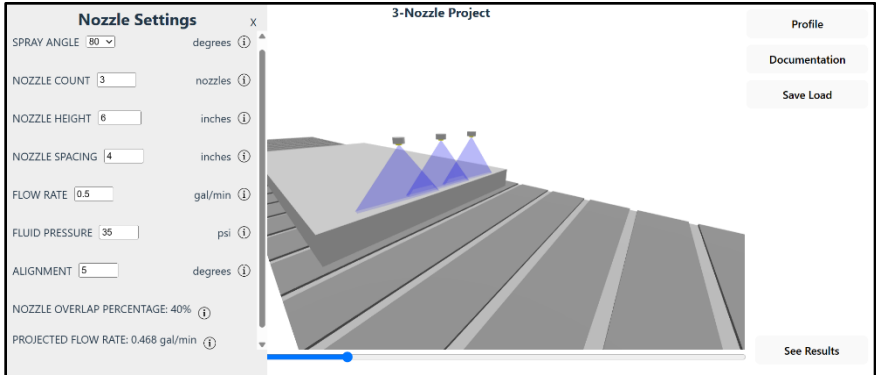 Nozzle Settings
X
3-Nozzle Project
Profile
SPRAY ANGLE 80 degrees
Documentation
NOZZLE COUNT 3 nozzles
Save Load
NOZZLE HEIGHT 6 inches
NOZZLE SPACING 4 inches
FLOW RATE 0.5 gal/min
FLUID PRESSURE 35 psi
ALIGNMENT 5 degrees
NOZZLE OVERLAP PERCENTAGE: 40%
PROJECTED FLOW RATE: 0.468 gal/min
See Results